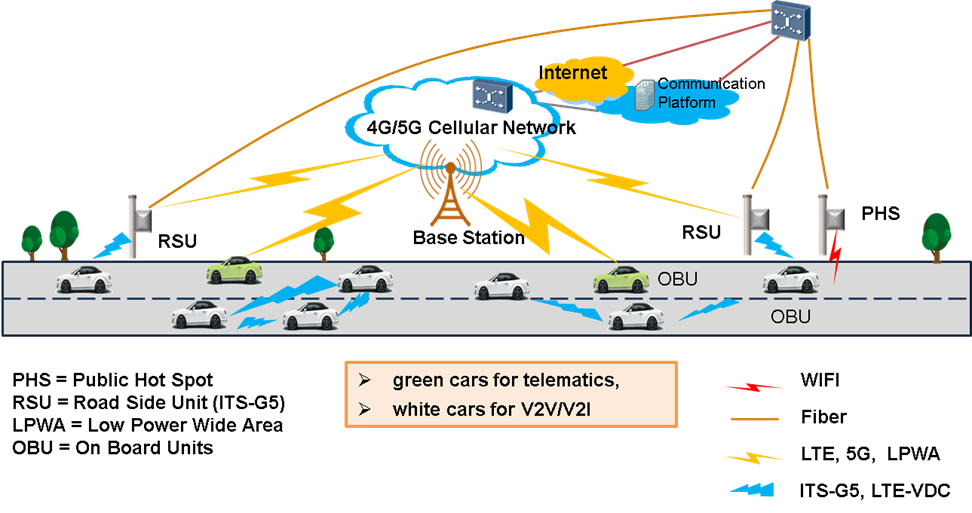 Internet
Communication
Platform
4G/5G Cellular Network
PHS
RSU
RSU
Base Station
OBU
OBU
PHS = Public Hot Spot
RSU = Road Side Unit (ITS-G5)
LPWA = Low Power Wide Area
OBU = On Board Units
green cars for telematics,
white cars for V2V/V2I
WIFI
Fiber
LTE, 5G, LPWA
ITS-G5, LTE-VDC